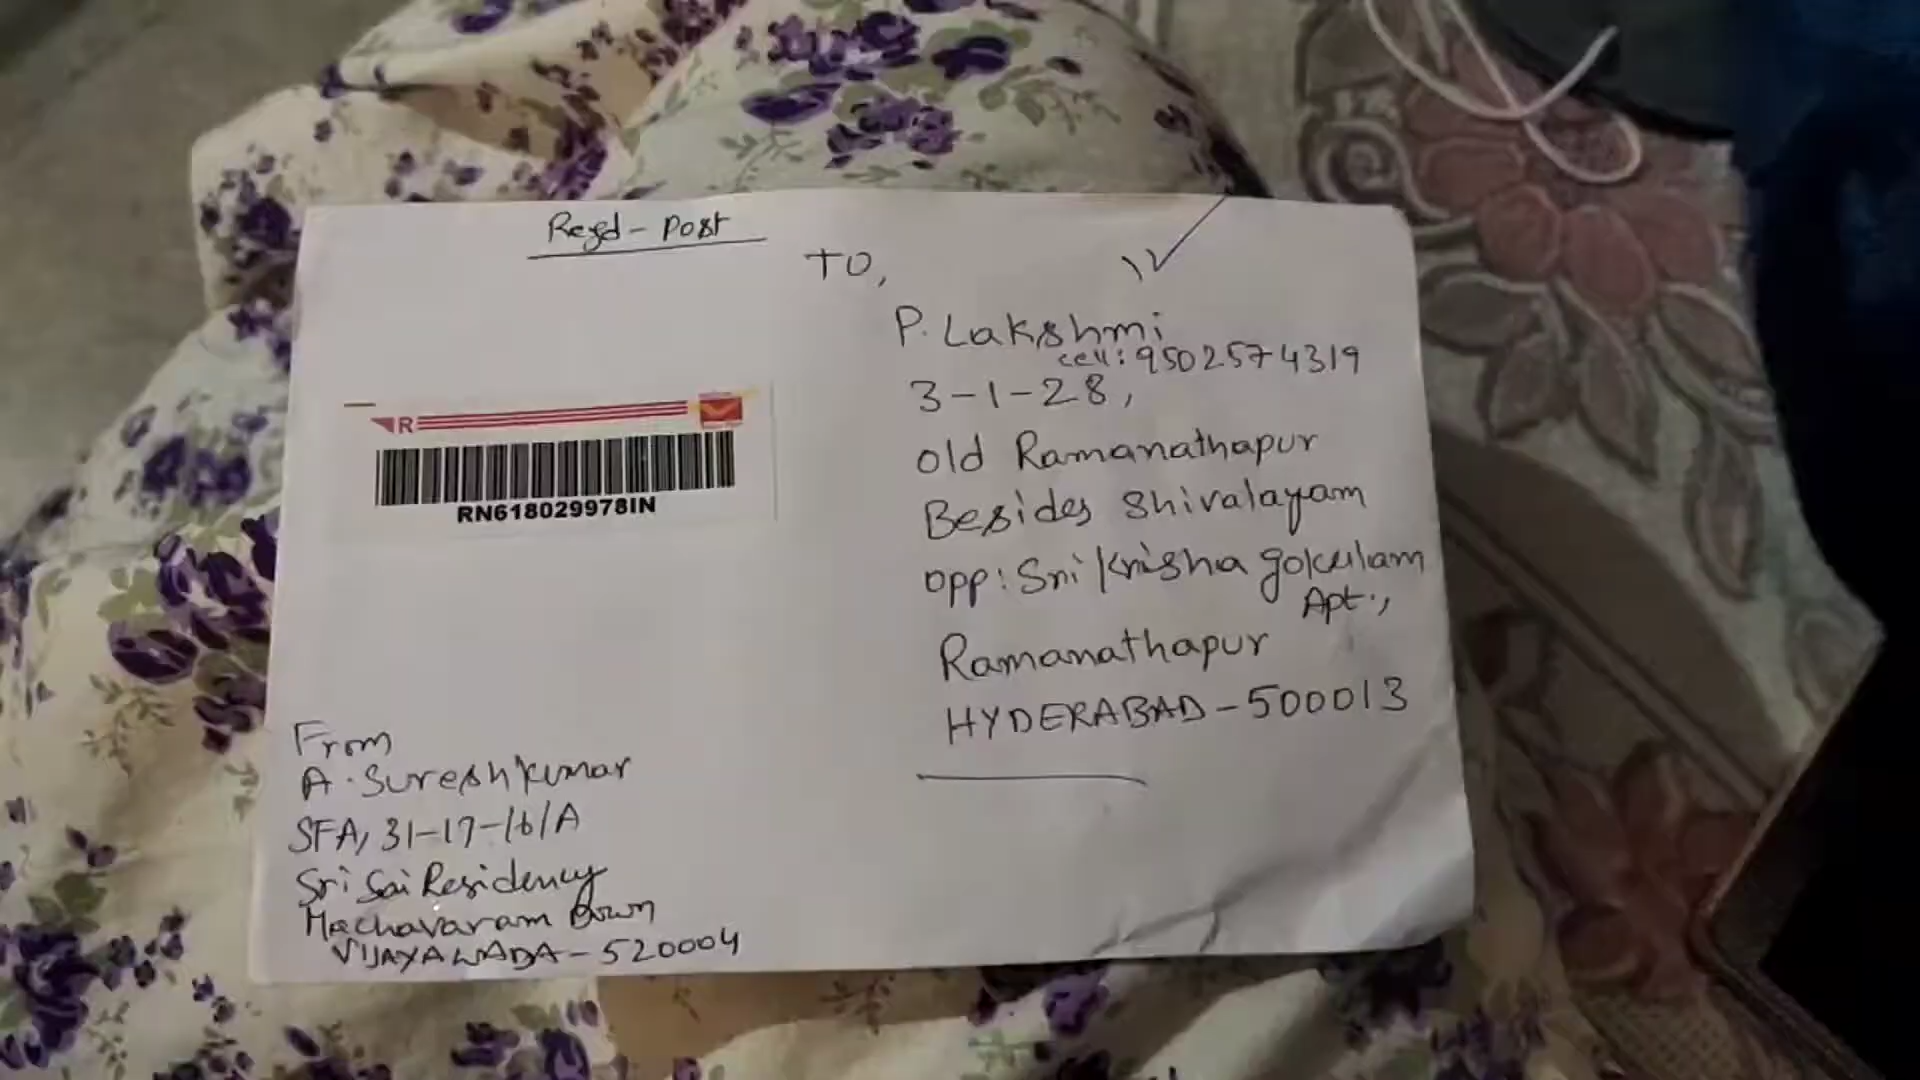 Regd - Post
TO,
P. Lakshmi
cell: 9502574319
3-1-28,
old Ramanathapur
Besides Shivalayam
opp: Sri Krisha gokulam
Apt.,
Ramanathapur
HYDERABAD - 500013
R
RN618029978IN
From
A. Sureshkumar
SFA, 31-17-16/A
Sri Sai Residency
Machavaram Down
VIJAYAWADA - 520004